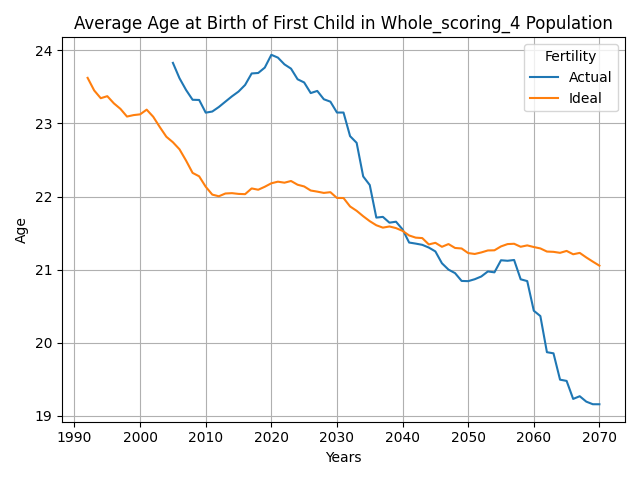 Average Age at Birth of First Child in Whole_scoring_4 Population
Fertility
Actual
Ideal
24
23
22
21
20
19
Age
1990 2000 2010 2020 2030 2040 2050 2060 2070
Years